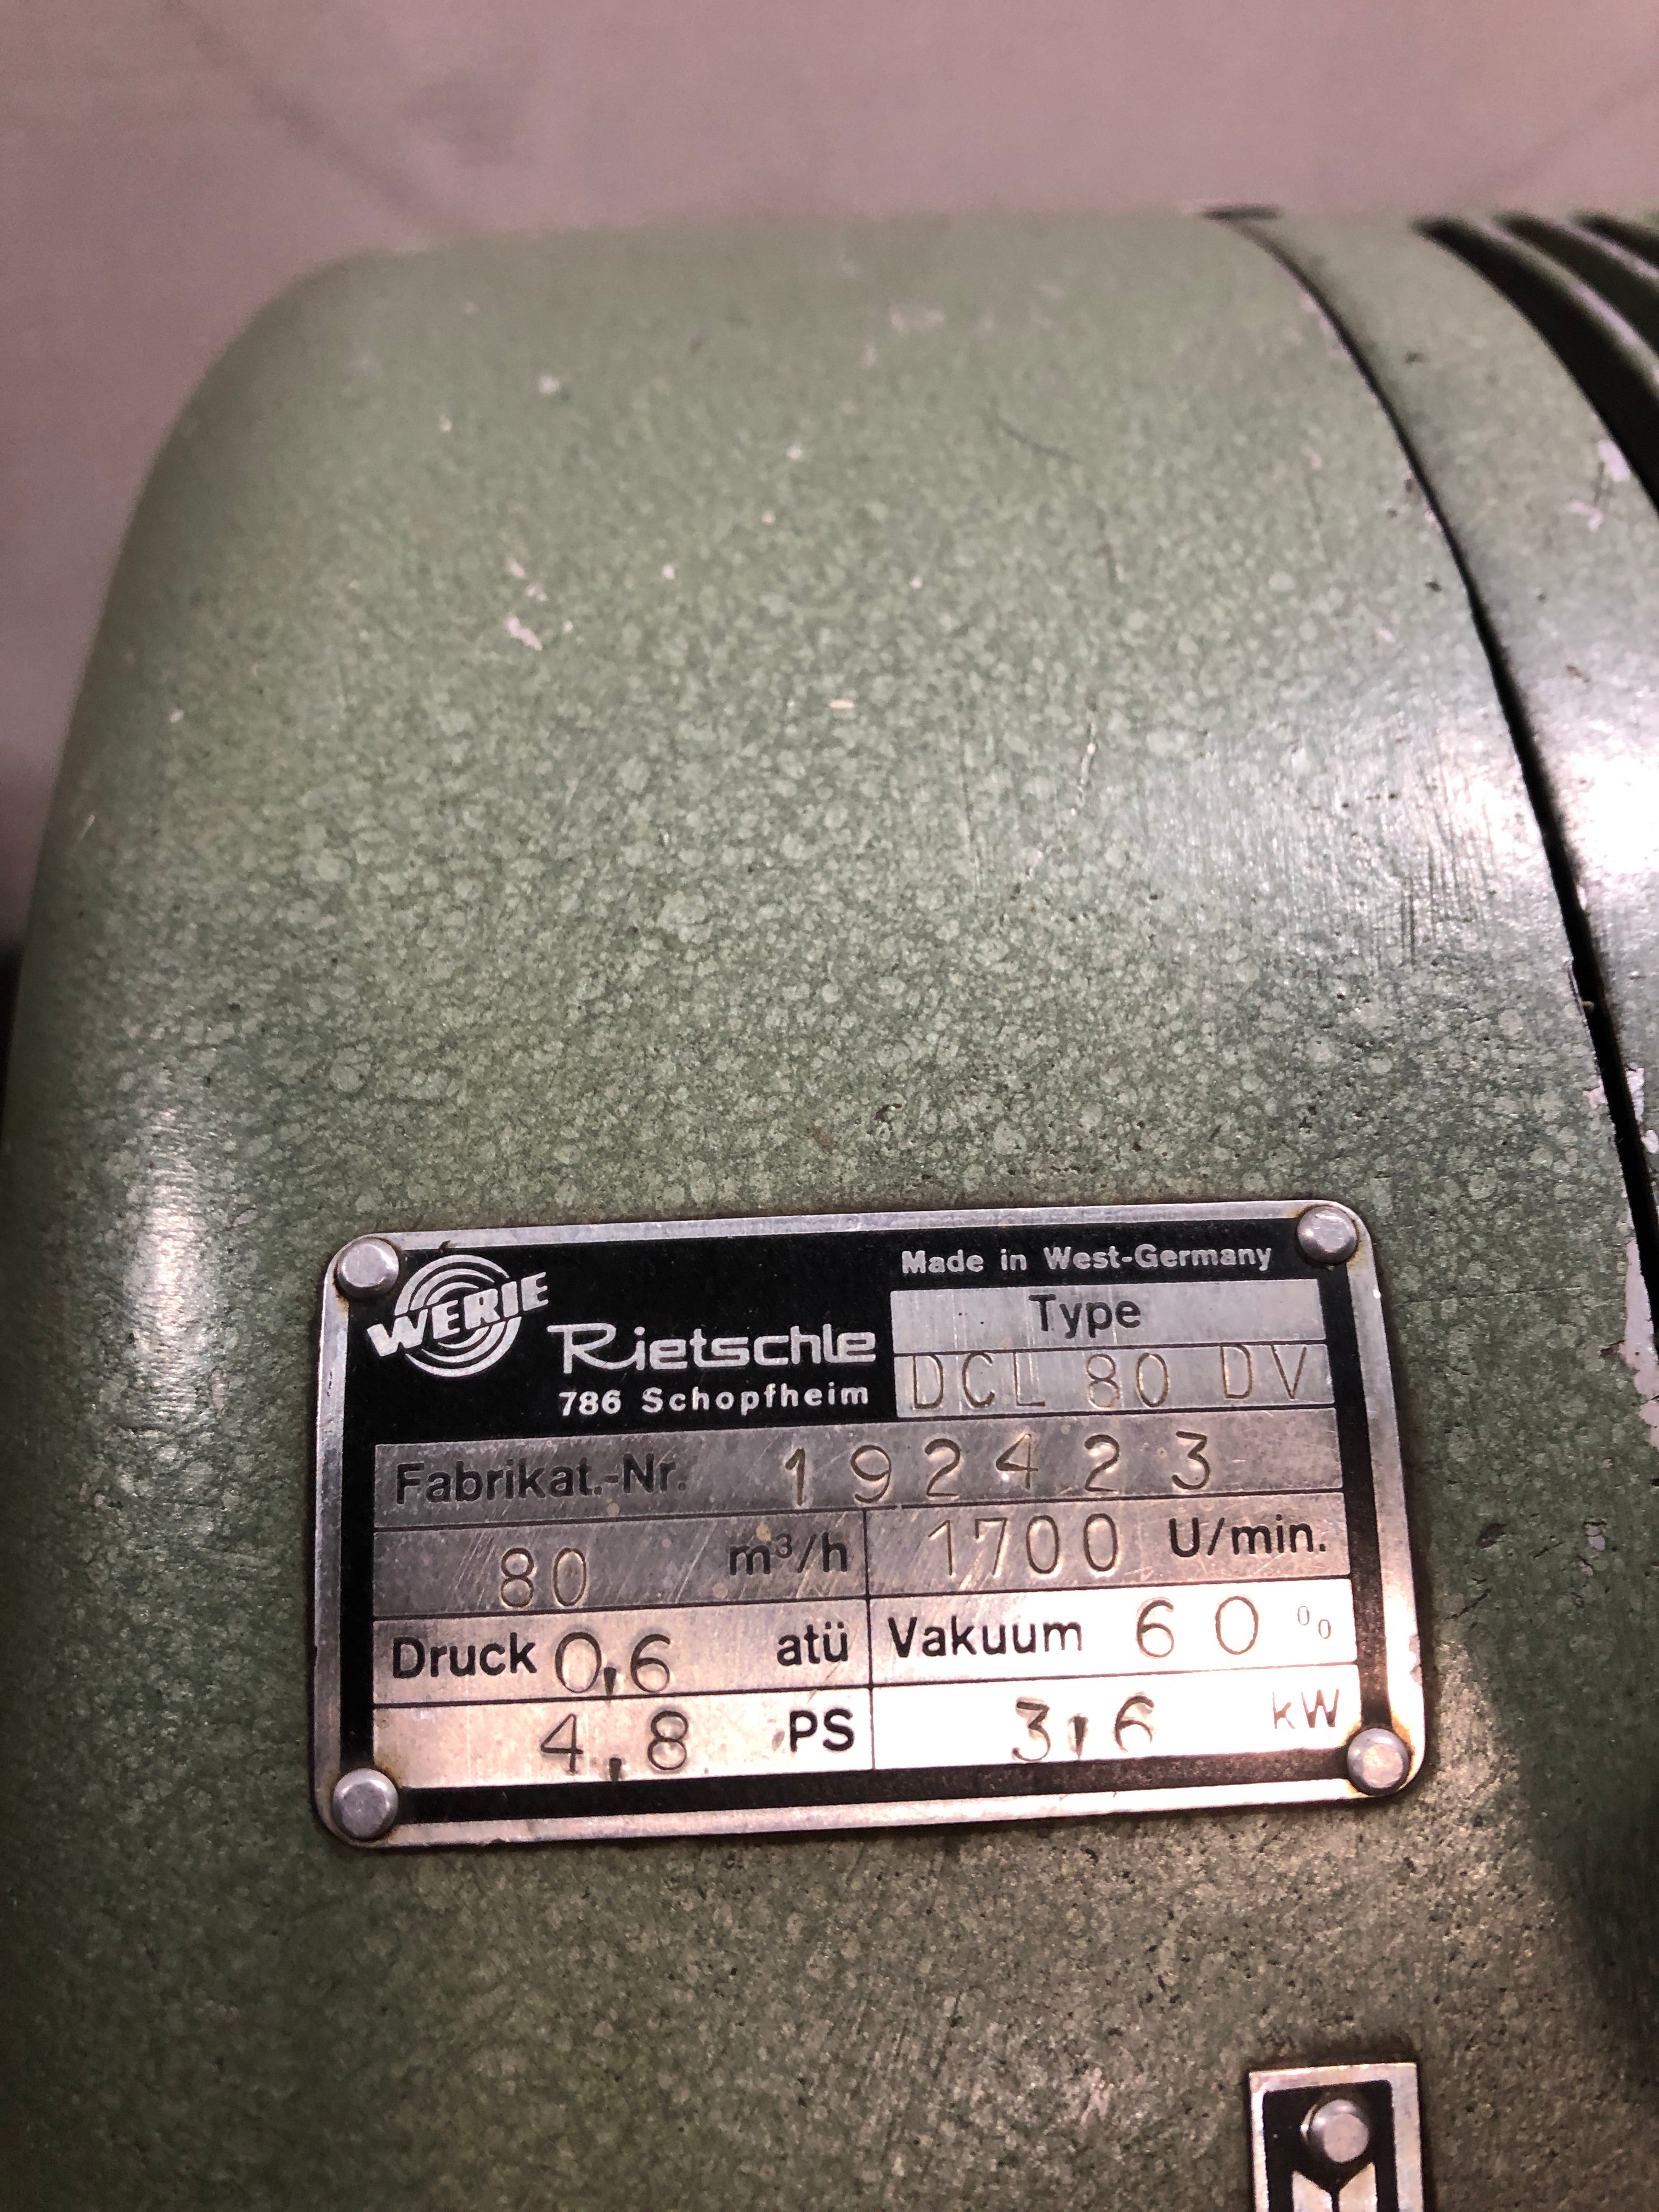 WERIE
Rietschle
786 Schopfheim
Made in West-Germany
Type
DCL 80 DV
Fabrikat.-Nr. 192423
80 m³/h 1700 U/min.
Druck 0,6 atü Vakuum 60 %
4,8 PS 3,6 kW